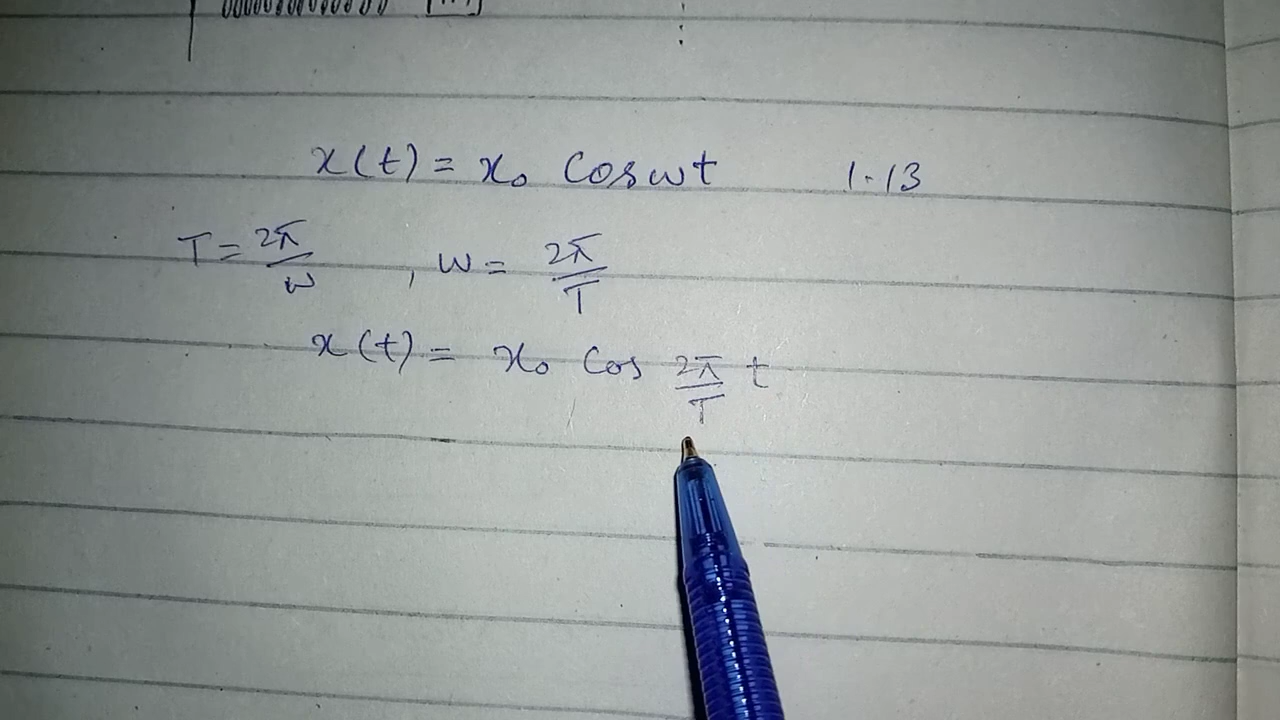 x(t) = x₀ Cos ωt 1.13
T = 2π/ω , ω = 2π/T
x(t) = x₀ Cos 2π/T t